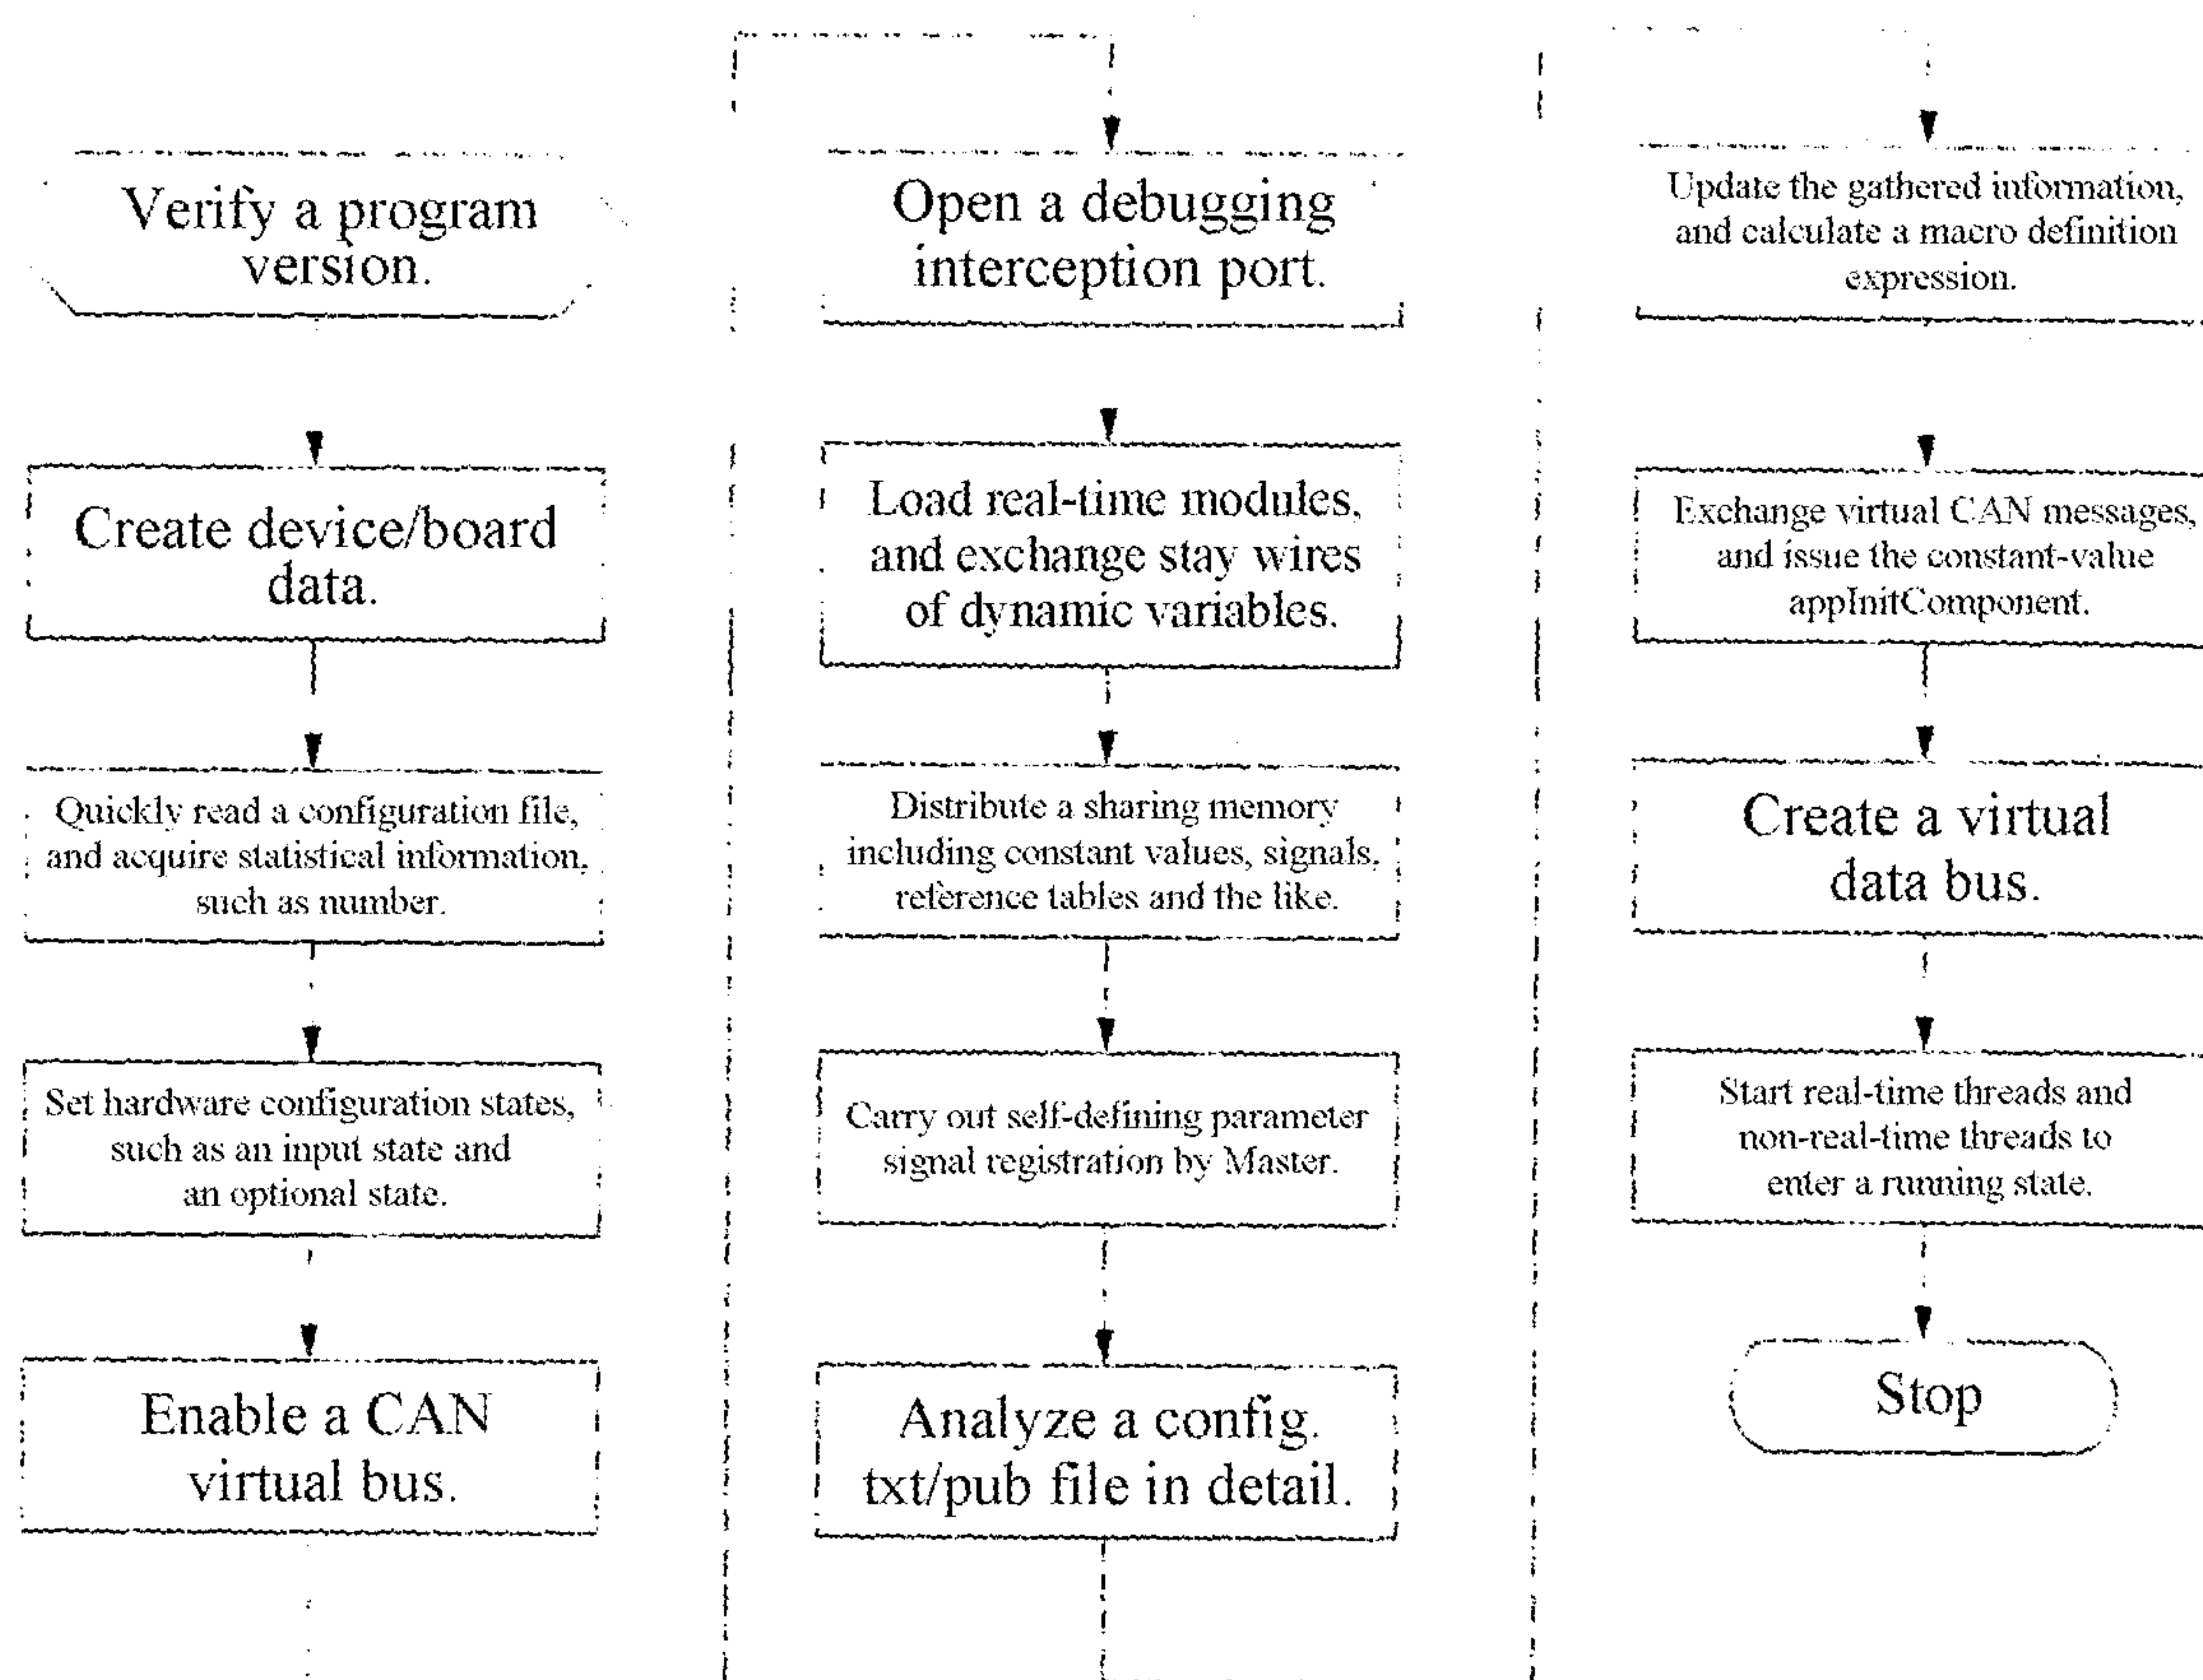 Verify a program
version.
Create device/board
data.
Quickly read a configuration file,
and acquire statistical information,
such as number.
Set hardware configuration states,
such as an input state and
an optional state.
Enable a CAN
virtual bus.
Open a debugging
interception port.
Load real-time modules,
and exchange stay wires
of dynamic variables.
Distribute a sharing memory
including constant values, signals,
reference tables and the like.
Carry out self-defining parameter
signal registration by Master.
Analyze a config.
txt/pub file in detail.
Update the gathered information,
and calculate a macro definition
expression.
Exchange virtual CAN messages,
and issue the constant-value
appInitComponent.
Create a virtual
data bus.
Start real-time threads and
non-real-time threads to
enter a running state.
Stop